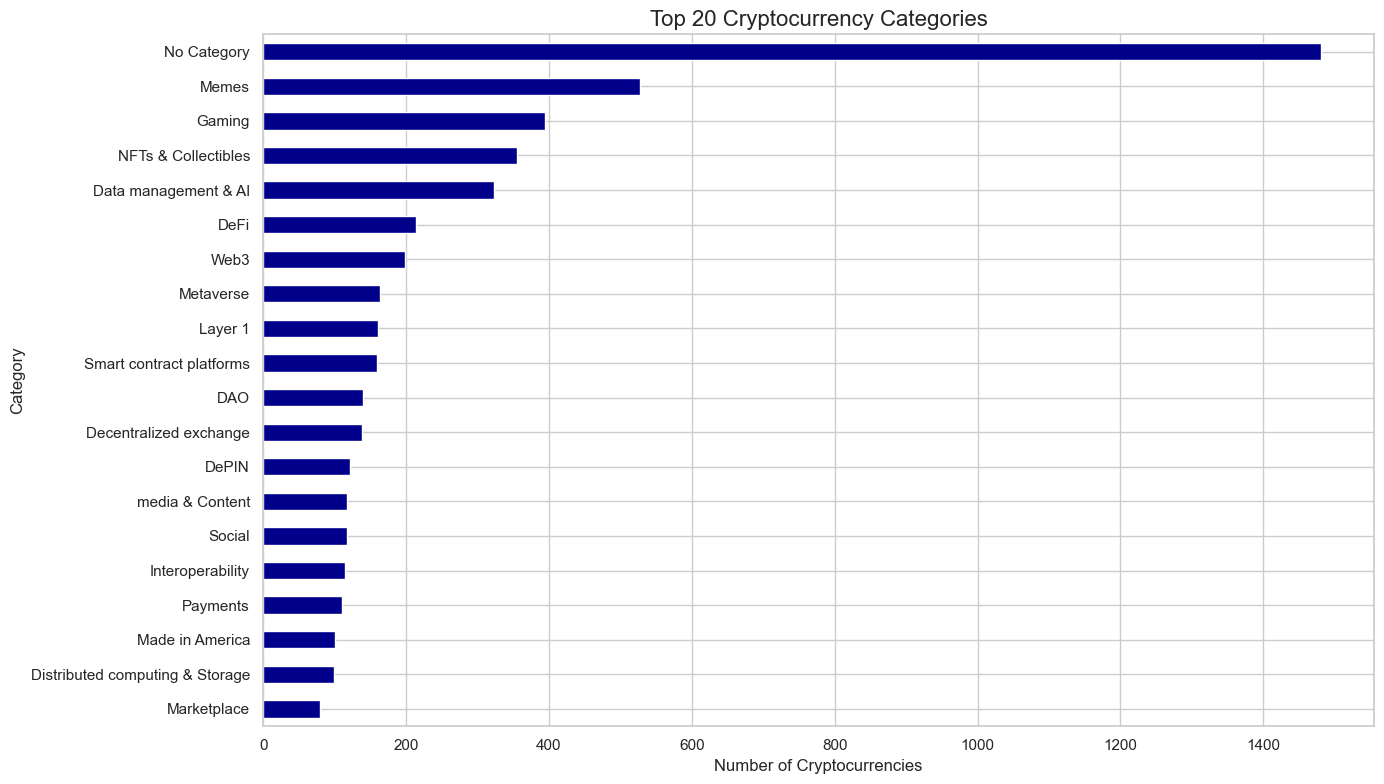 Top 20 Cryptocurrency Categories
No Category
Memes
Gaming
NFTs & Collectibles
Data management & AI
DeFi
Web3
Metaverse
Layer 1
Smart contract platforms
DAO
Decentralized exchange
DePIN
media & Content
Social
Interoperability
Payments
Made in America
Distributed computing & Storage
Marketplace
Category
0 200 400 600 800 1000 1200 1400
Number of Cryptocurrencies